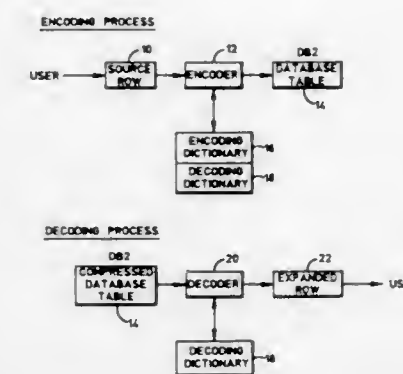 ENCODING PROCESS
10
12
DB2
USER
SOURCE ROW
ENCODER
DATABASE TABLE
14
ENCODING DICTIONARY
16
DECODING DICTIONARY
18
DECODING PROCESS
DB2
20
22
COMPRESSED DATABASE TABLE
DECODER
EXPANDED ROW
US
14
DECODING DICTIONARY
18